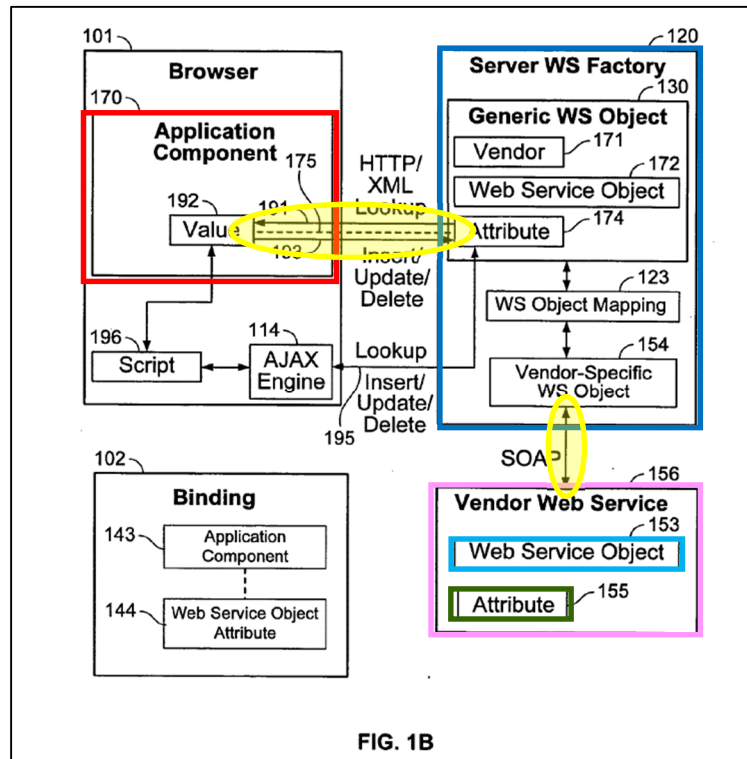 101
Browser
170
Application
Component
175
192
191
Value
193
HTTP/
XML
Lookup
Insert/
Update/
Delete
196
Script
114
AJAX
Engine
Lookup
Insert/
Update/
Delete
195
120
Server WS Factory
130
Generic WS Object
Vendor
171
172
Web Service Object
174
Attribute
123
WS Object Mapping
154
Vendor-Specific
WS Object
SOAP
156
Vendor Web Service
153
Web Service Object
Attribute
155
102
Binding
143
Application
Component
144
Web Service Object
Attribute
FIG. 1B